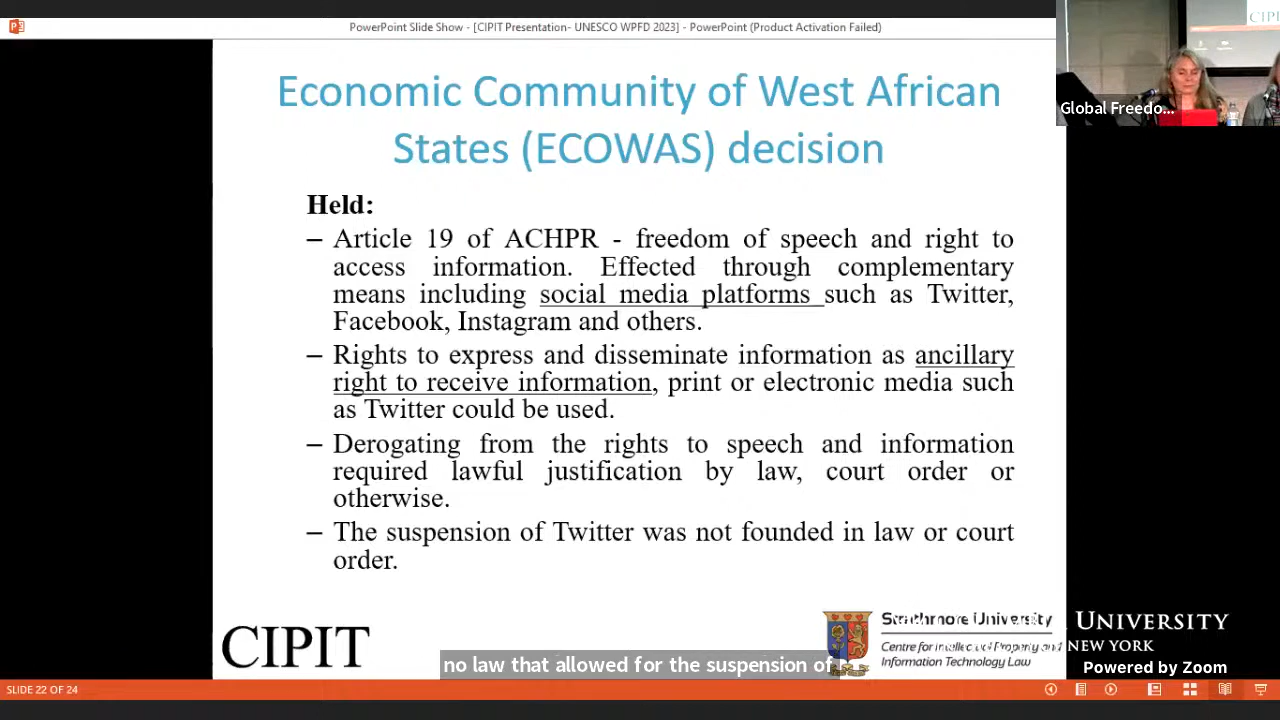 PowerPoint Slide Show - [CIPIT Presentation- UNESCO WPFD 2023] - PowerPoint (Product Activation Failed)
CIPI
Global Freedo...
Economic Community of West African
States (ECOWAS) decision
Held:
– Article 19 of ACHPR - freedom of speech and right to
access information. Effected through complementary
means including social media platforms such as Twitter,
Facebook, Instagram and others.
– Rights to express and disseminate information as ancillary
right to receive information, print or electronic media such
as Twitter could be used.
– Derogating from the rights to speech and information
required lawful justification by law, court order or
otherwise.
– The suspension of Twitter was not founded in law or court
order.
CIPIT
Strathmore University
Centre for Intellectual Property and
Information Technology Law
UNIVERSITY
NEW YORK
no law that allowed for the suspension of
Powered by Zoom
SLIDE 22 OF 24